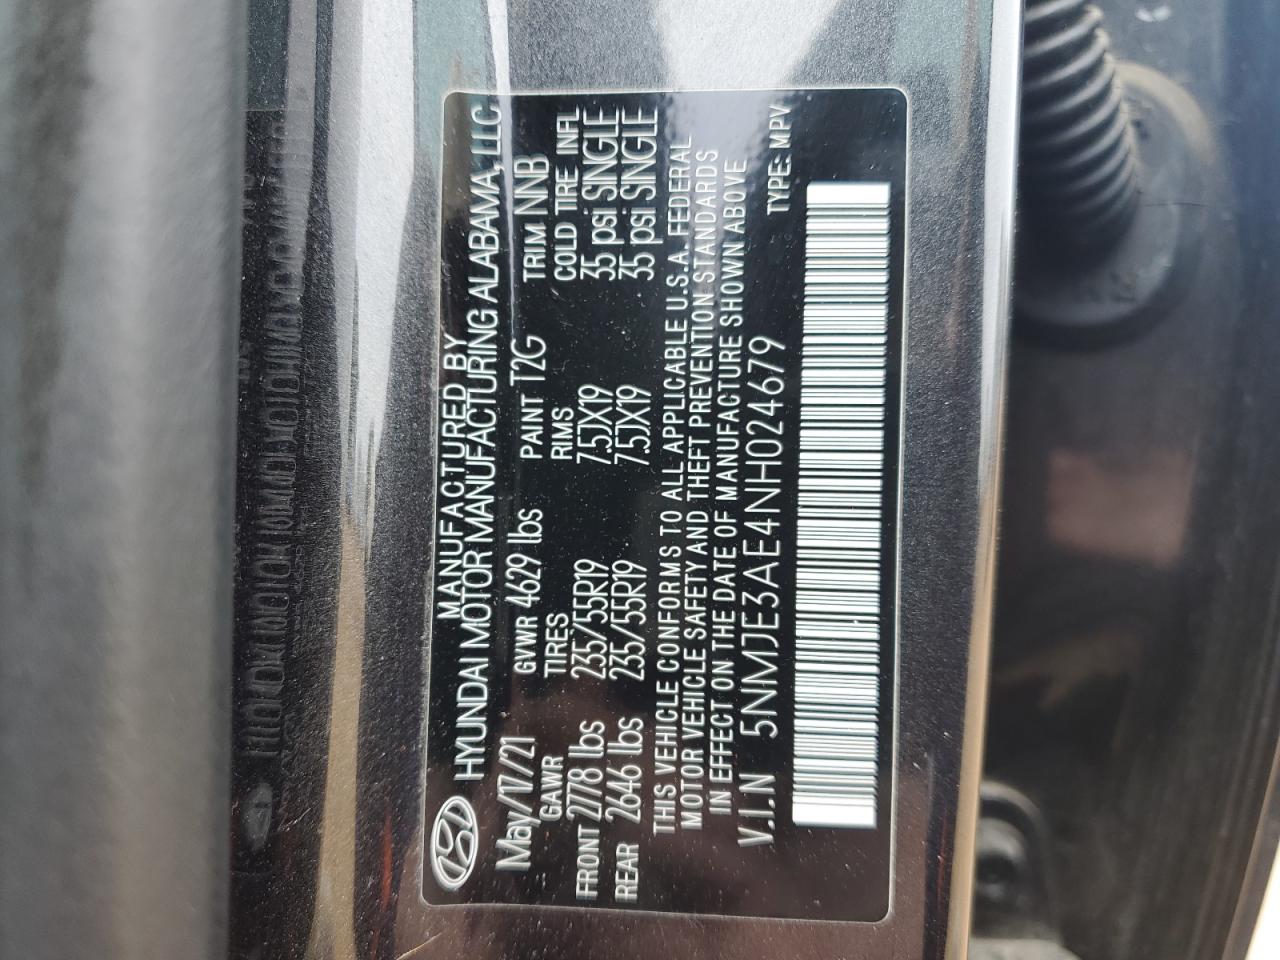 MANUFACTURED BY
HYUNDAI MOTOR MANUFACTURING ALABAMA, LLC
May/17/21 GVWR 4629 lbs PAINT T2G TRIM NNB
GAWR TIRES RIMS COLD TIRE INFL
FRONT 2778 lbs 235/55R19 7.5JX19 35 psi SINGLE
REAR 2646 lbs 235/55R19 7.5JX19 35 psi SINGLE
THIS VEHICLE CONFORMS TO ALL APPLICABLE U.S.A. FEDERAL
MOTOR VEHICLE SAFETY AND THEFT PREVENTION STANDARDS
IN EFFECT ON THE DATE OF MANUFACTURE SHOWN ABOVE
V.I.N 5NMJE3AE4NH024679 TYPE: MPV